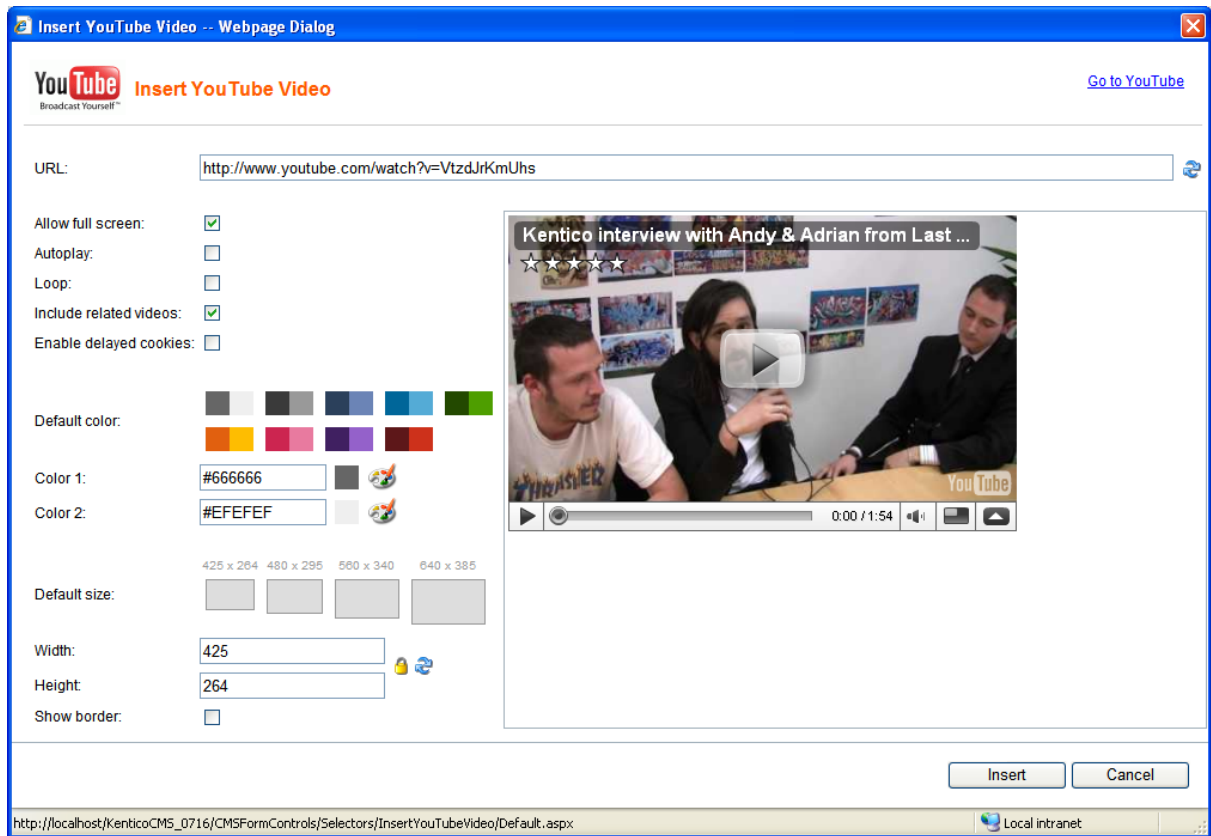 Insert YouTube Video -- Webpage Dialog
YouTube
Broadcast Yourself™
Insert YouTube Video
Go to YouTube
URL:
http://www.youtube.com/watch?v=VtzdJrKmUhs
Allow full screen:
Autoplay:
Loop:
Include related videos:
Enable delayed cookies:
Default color:
Color 1:
#666666
Color 2:
#EFEFEF
425 x 264 480 x 295 560 x 340 640 x 385
Default size:
Width:
425
Height:
264
Show border:
Kentico interview with Andy & Adrian from Last ...
THRASHER
YouTube
0:00 / 1:54
Insert
Cancel
http://localhost/KenticoCMS_0716/CMSFormControls/Selectors/InsertYouTubeVideo/Default.aspx
Local intranet